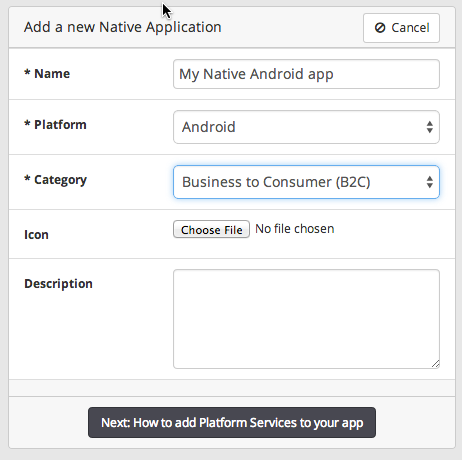 Add a new Native Application
Cancel
* Name
My Native Android app
* Platform
Android
* Category
Business to Consumer (B2C)
Icon
Choose File No file chosen
Description
Next: How to add Platform Services to your app